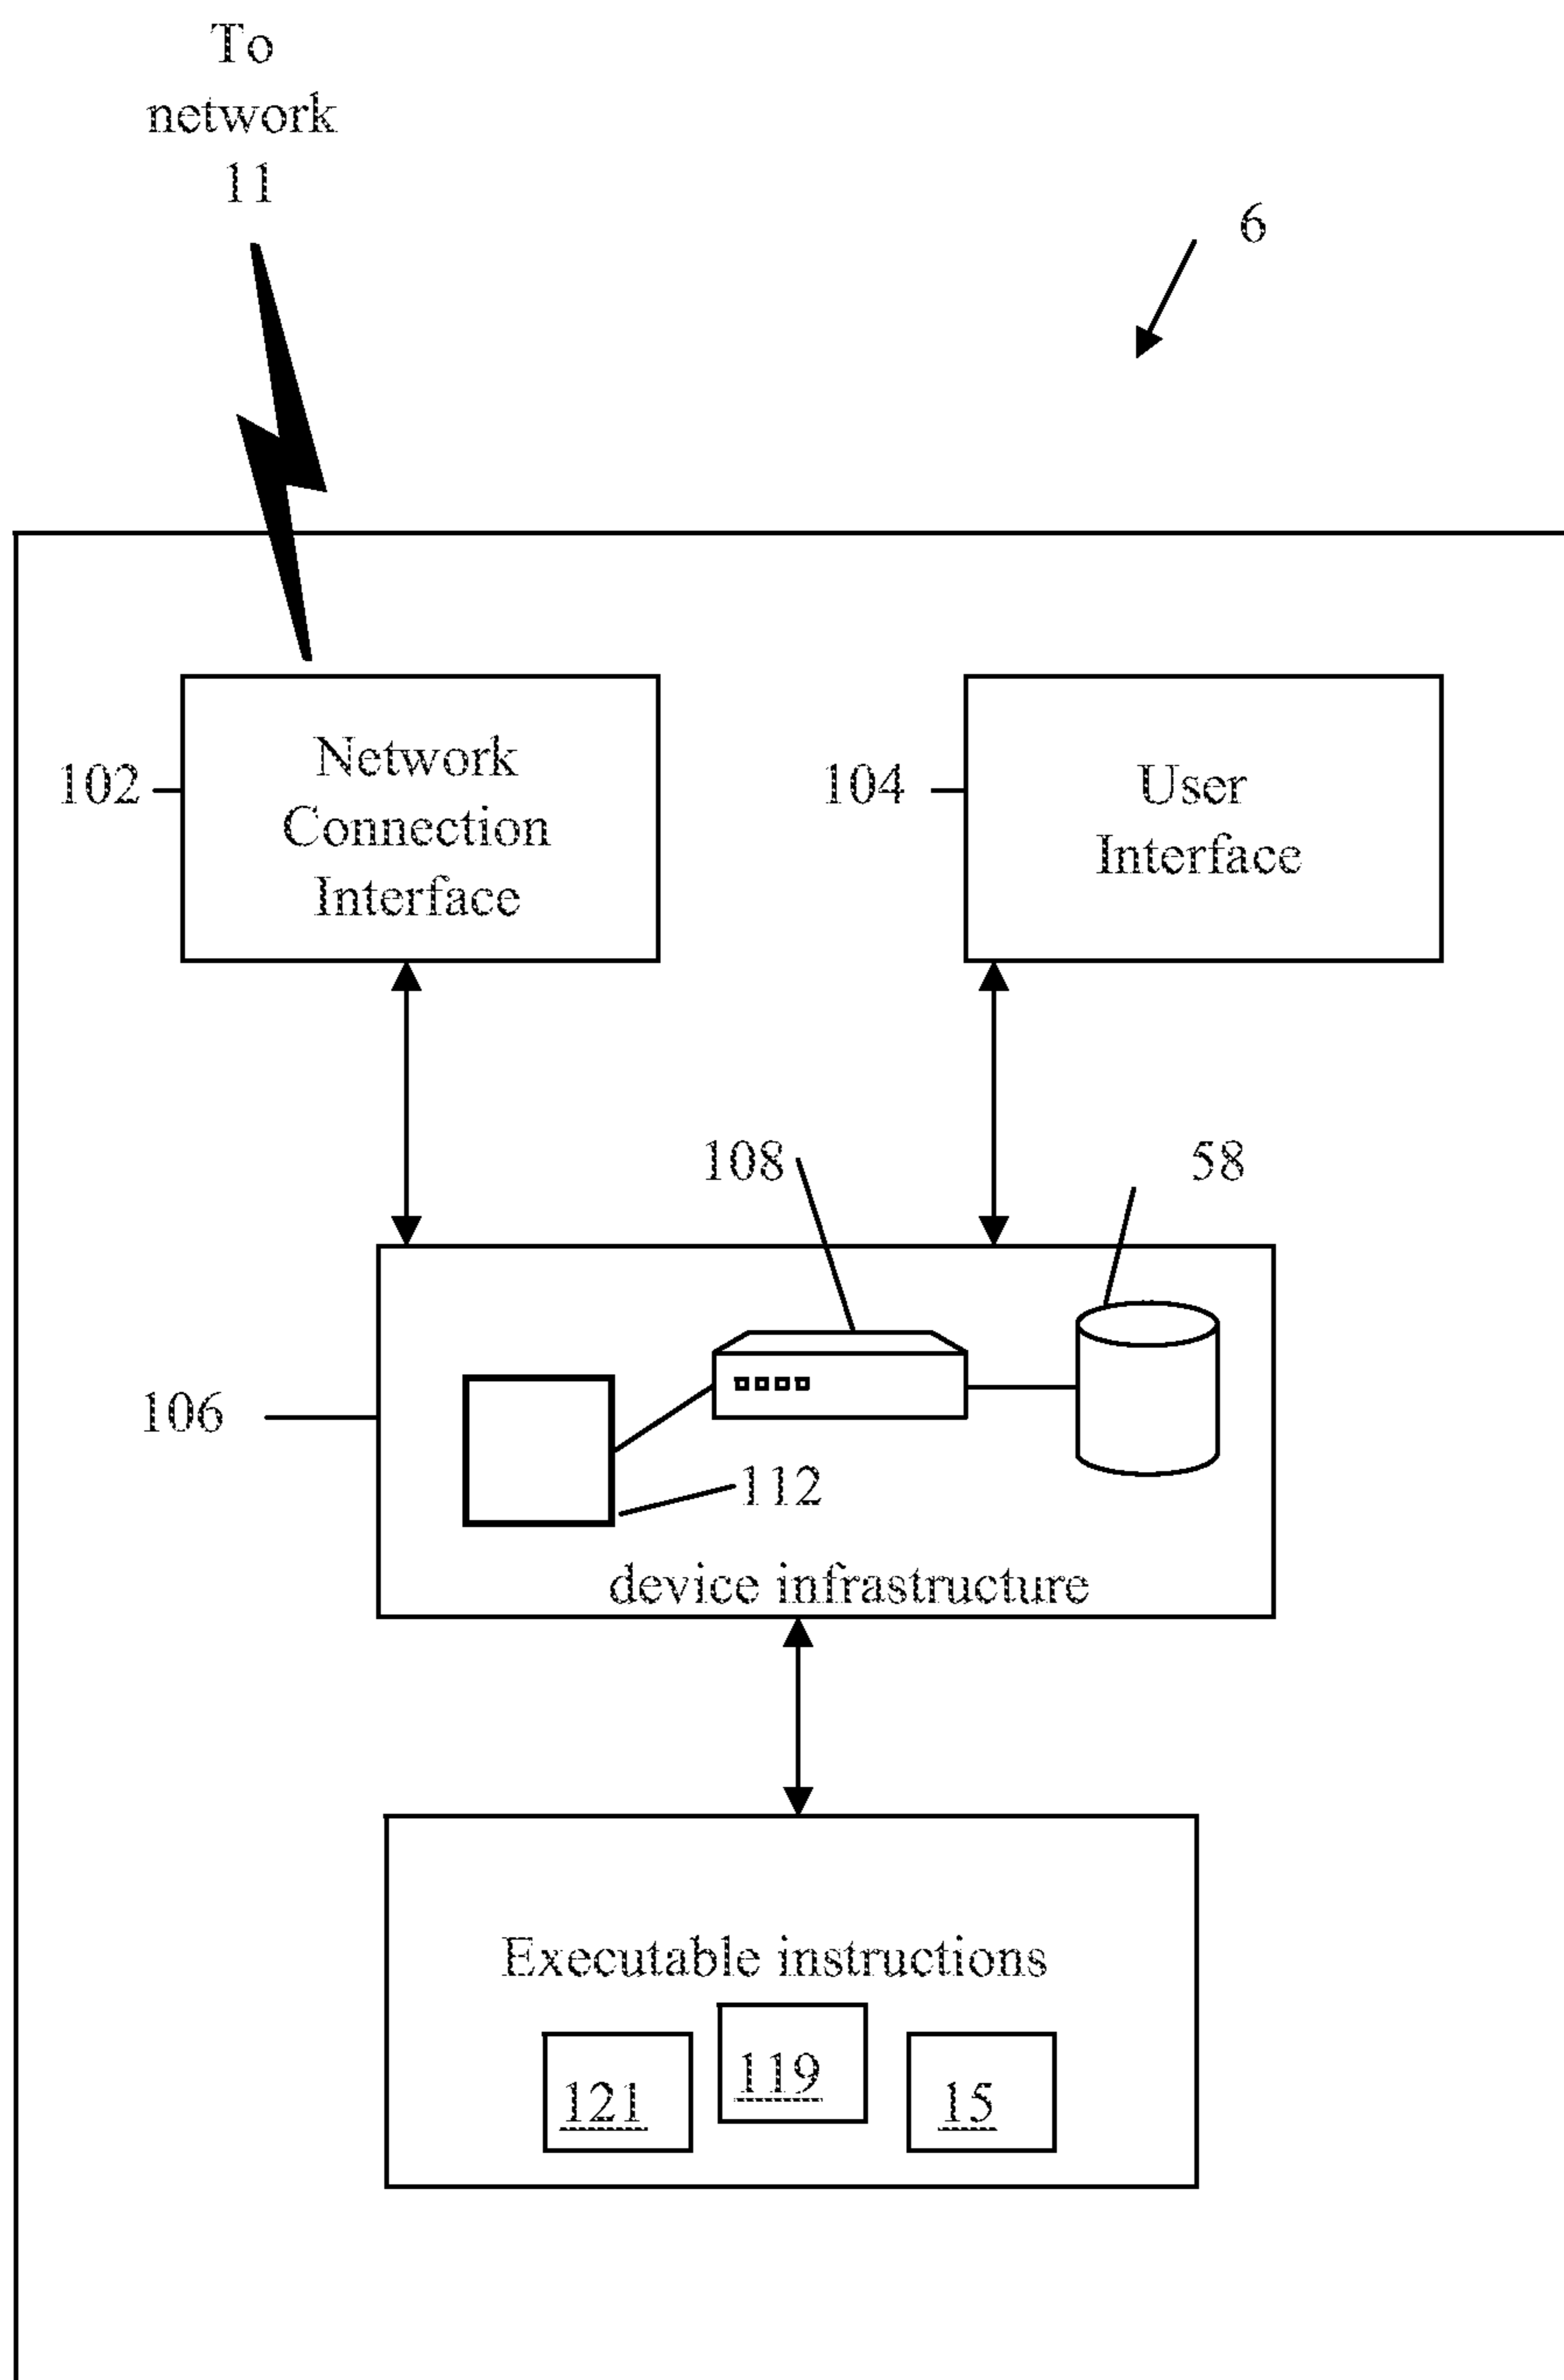 To
network
11
6
Network
Connection
Interface
102
User
Interface
104
108
58
106
112
device infrastructure
Executable instructions
121
119
15